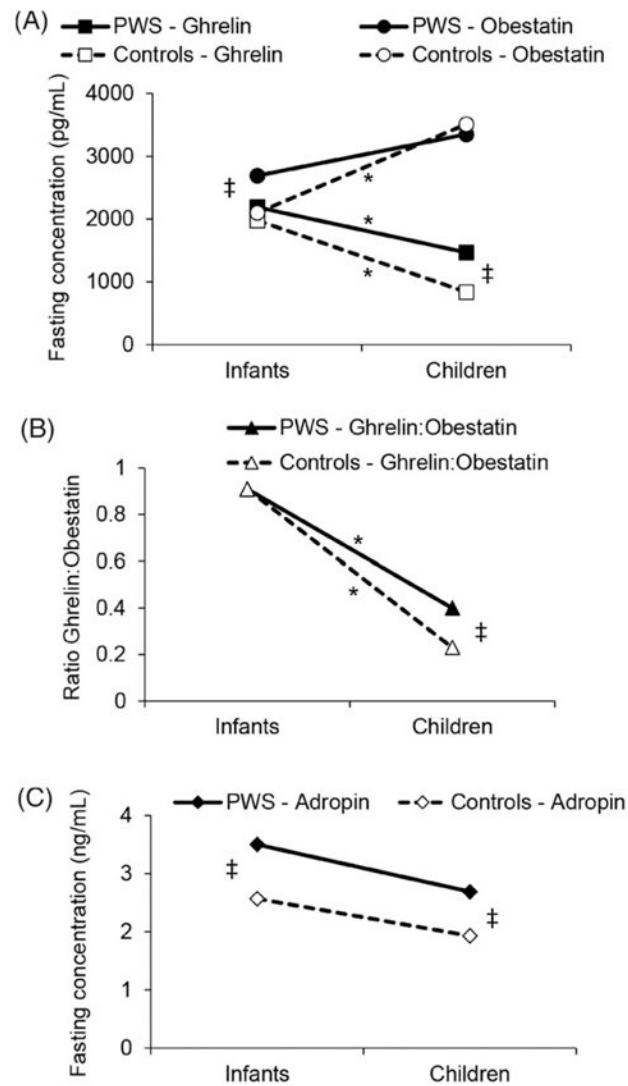 (A)
PWS - Ghrelin PWS - Obestatin
Controls - Ghrelin Controls - Obestatin
Fasting concentration (pg/mL)
4000
3000
2000
1000
0
‡
*
*
*
‡
Infants Children
(B)
PWS - Ghrelin:Obestatin
Controls - Ghrelin:Obestatin
Ratio Ghrelin:Obestatin
1
0.8
0.6
0.4
0.2
0
*
*
‡
Infants Children
(C)
PWS - Adropin Controls - Adropin
Fasting concentration (ng/mL)
4
3
2
1
0
‡
‡
Infants Children